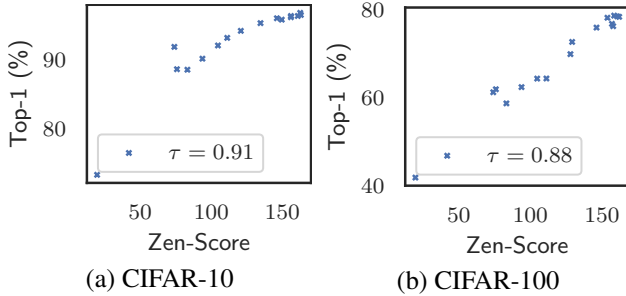 80
90
80
60
40
Top-1 (%)
Top-1 (%)
τ = 0.91
τ = 0.88
50 100 150
50 100 150
Zen-Score
Zen-Score
(a) CIFAR-10
(b) CIFAR-100